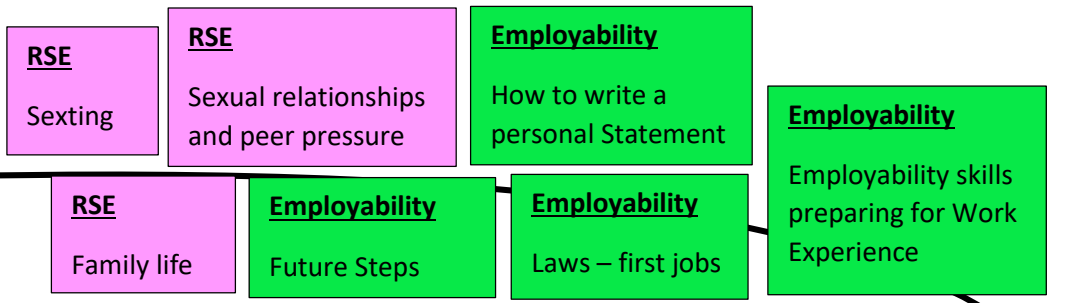 RSE
Sexting
RSE
Sexual relationships
and peer pressure
Employability
How to write a
personal Statement
Employability
Employability skills
preparing for Work
Experience
RSE
Family life
Employability
Future Steps
Employability
Laws – first jobs